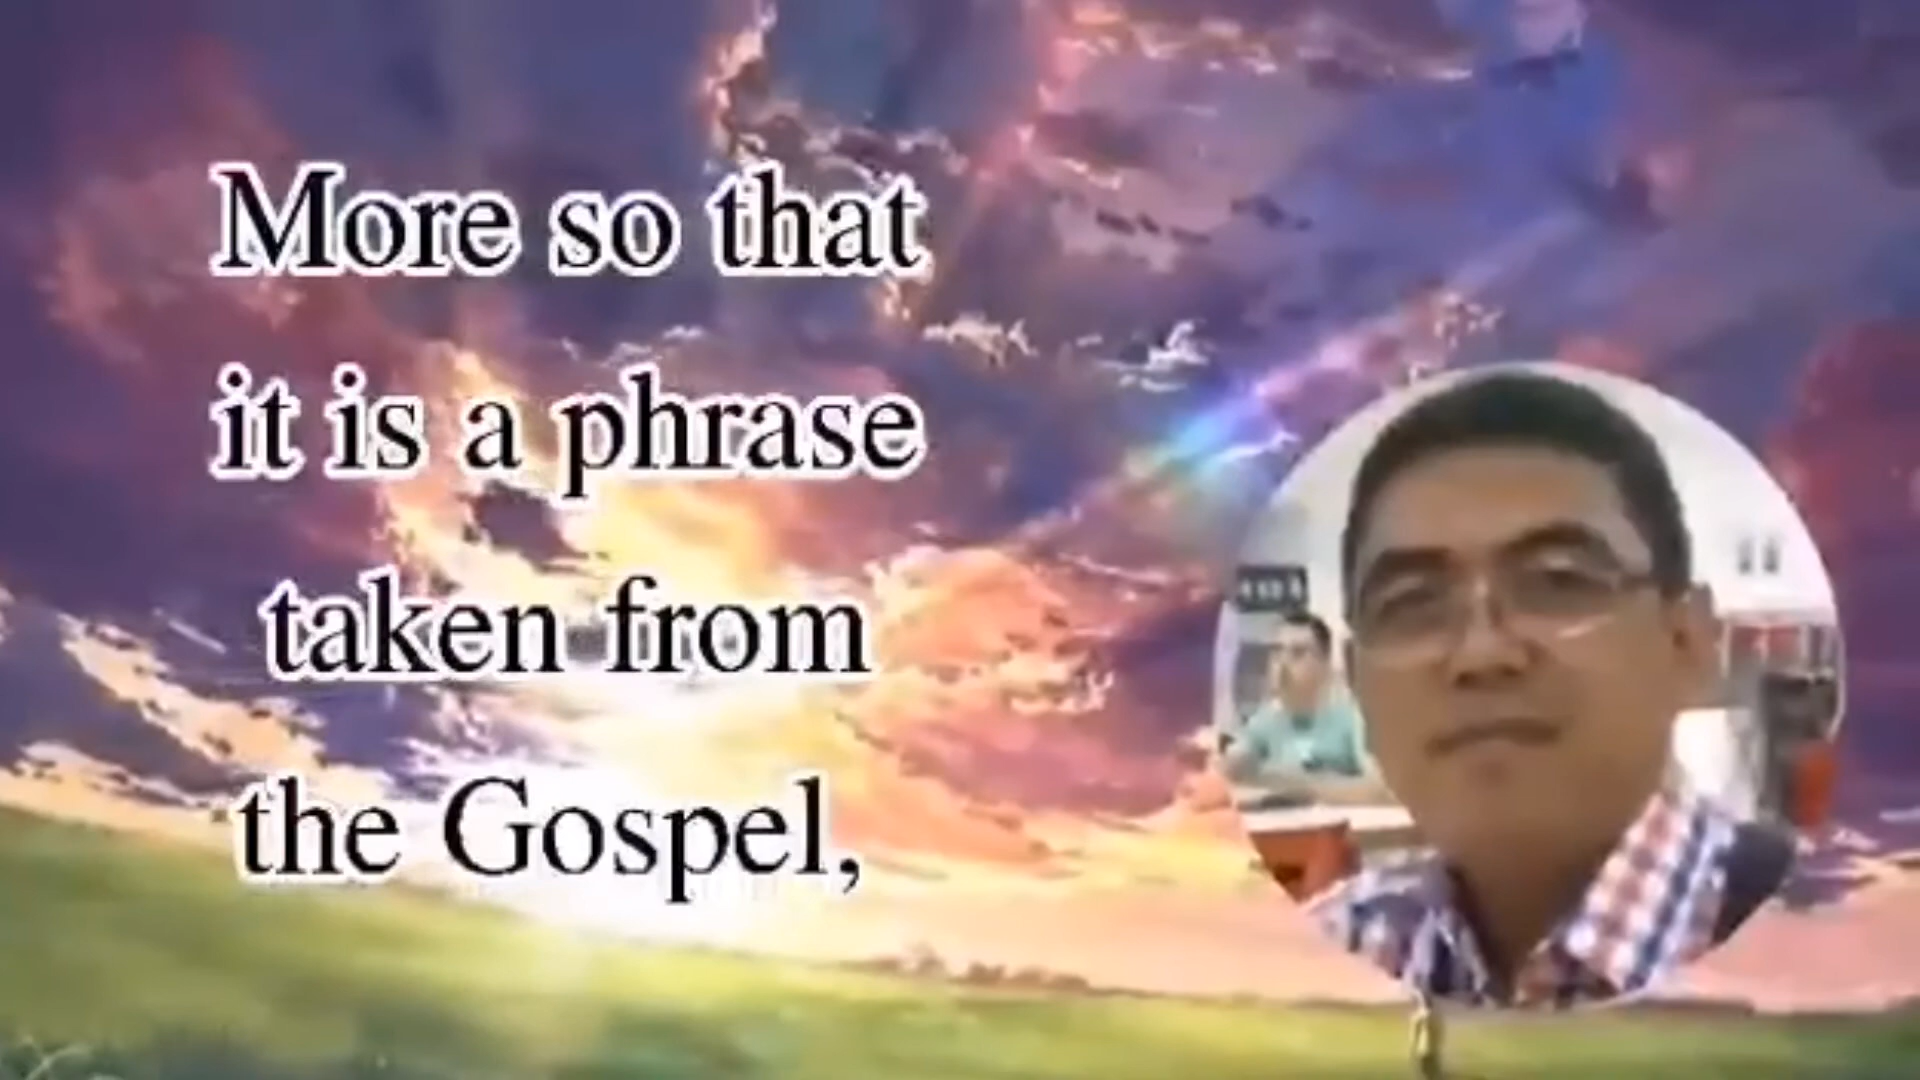 More so that
it is a phrase
taken from
the Gospel,